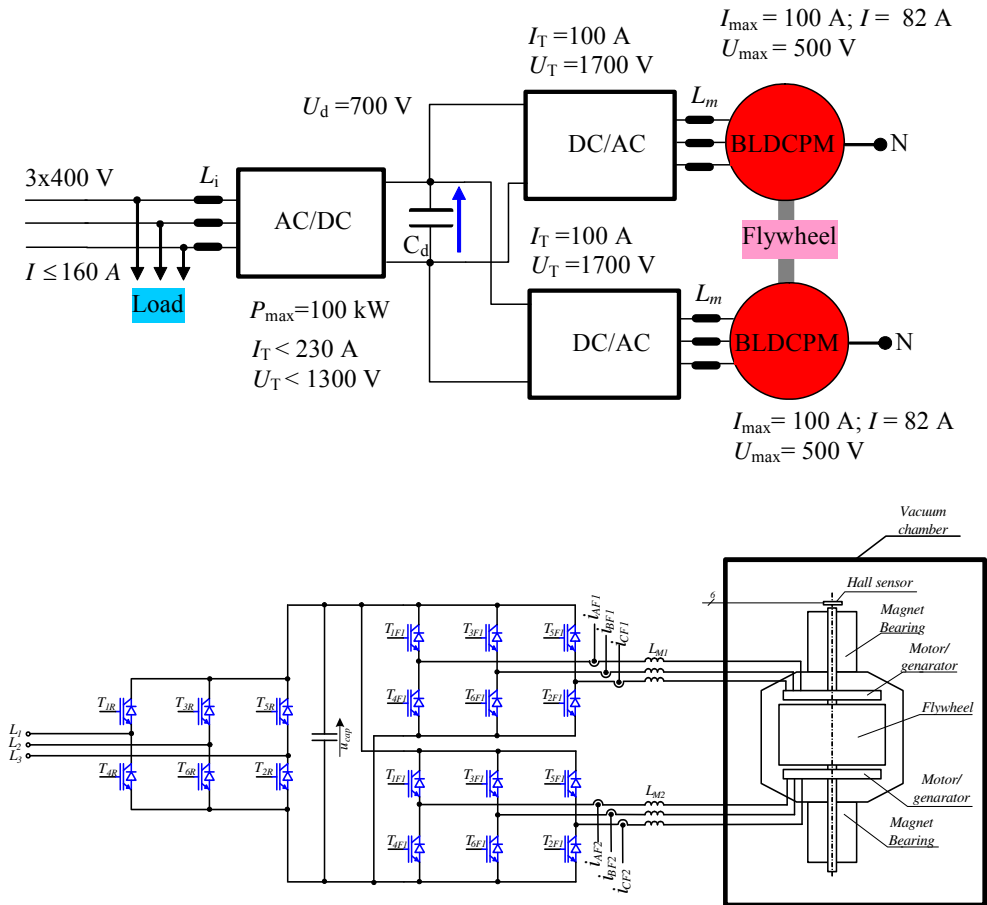 I_max = 100 A; I = 82 A
U_max = 500 V
I_T =100 A
U_T =1700 V
U_d =700 V
L_m
DC/AC
BLDCPM
N
3x400 V
L_i
AC/DC
C_d
I_T =100 A
U_T =1700 V
Flywheel
I ≤160 A
Load
P_max=100 kW
I_T < 230 A
U_T < 1300 V
L_m
DC/AC
BLDCPM
N
I_max= 100 A; I = 82 A
U_max= 500 V
Vacuum
chamber
Hall sensor
6
Magnet
Bearing
Motor/
genarator
Flywheel
Motor/
genarator
Magnet
Bearing
i_AF1
i_BF1
i_CF1
T_1F1
T_3F1
T_5F1
L_M1
T_4F1
T_6F1
T_2F1
T_1R
T_3R
T_5R
L_1
L_2
L_3
T_4R
T_6R
T_2R
u_cap
T_1F1
T_3F1
T_5F1
L_M2
T_4F1
T_6F1
T_2F1
i_AF2
i_BF2
i_CF2